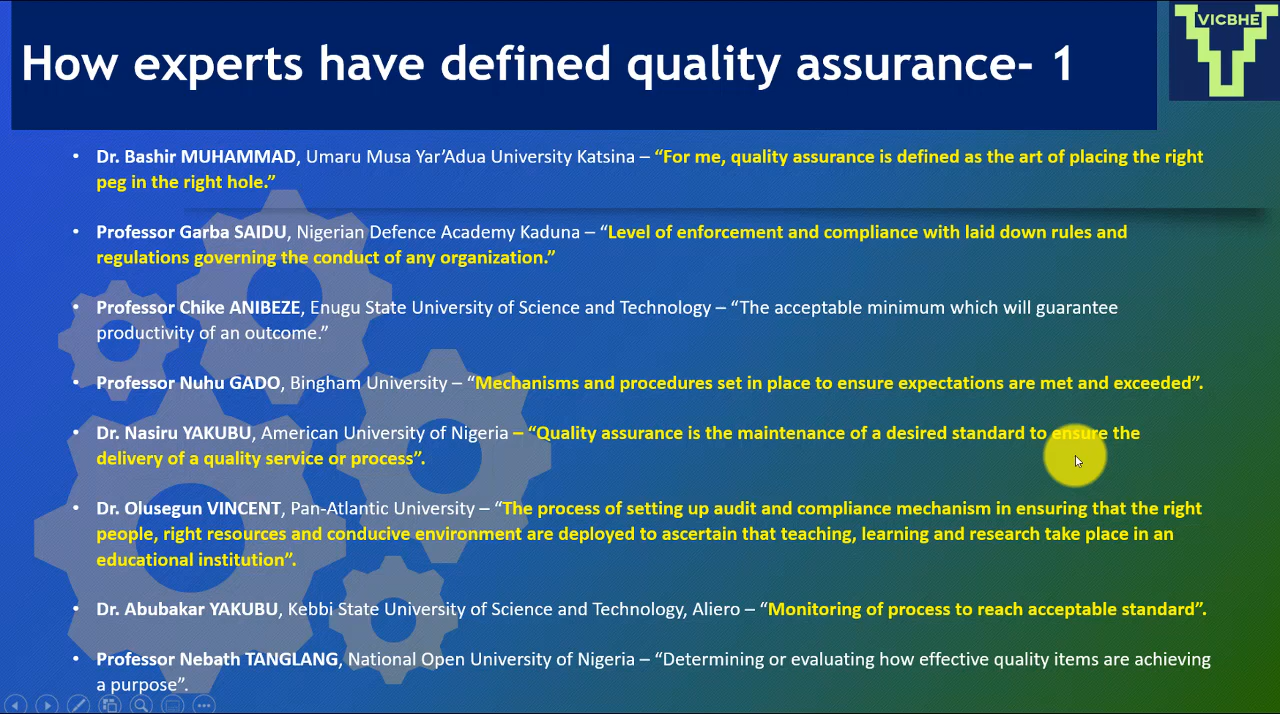 How experts have defined quality assurance- 1
VICBHE
• Dr. Bashir MUHAMMAD, Umaru Musa Yar’Adua University Katsina – “For me, quality assurance is defined as the art of placing the right
peg in the right hole.”
• Professor Garba SAIDU, Nigerian Defence Academy Kaduna – “Level of enforcement and compliance with laid down rules and
regulations governing the conduct of any organization.”
• Professor Chike ANIBEZE, Enugu State University of Science and Technology – “The acceptable minimum which will guarantee
productivity of an outcome.”
• Professor Nuhu GADO, Bingham University – “Mechanisms and procedures set in place to ensure expectations are met and exceeded”.
• Dr. Nasiru YAKUBU, American University of Nigeria – “Quality assurance is the maintenance of a desired standard to ensure the
delivery of a quality service or process”.
• Dr. Olusegun VINCENT, Pan-Atlantic University – “The process of setting up audit and compliance mechanism in ensuring that the right
people, right resources and conducive environment are deployed to ascertain that teaching, learning and research take place in an
educational institution”.
• Dr. Abubakar YAKUBU, Kebbi State University of Science and Technology, Aliero – “Monitoring of process to reach acceptable standard”.
• Professor Nebath TANGLANG, National Open University of Nigeria – “Determining or evaluating how effective quality items are achieving
a purpose”.